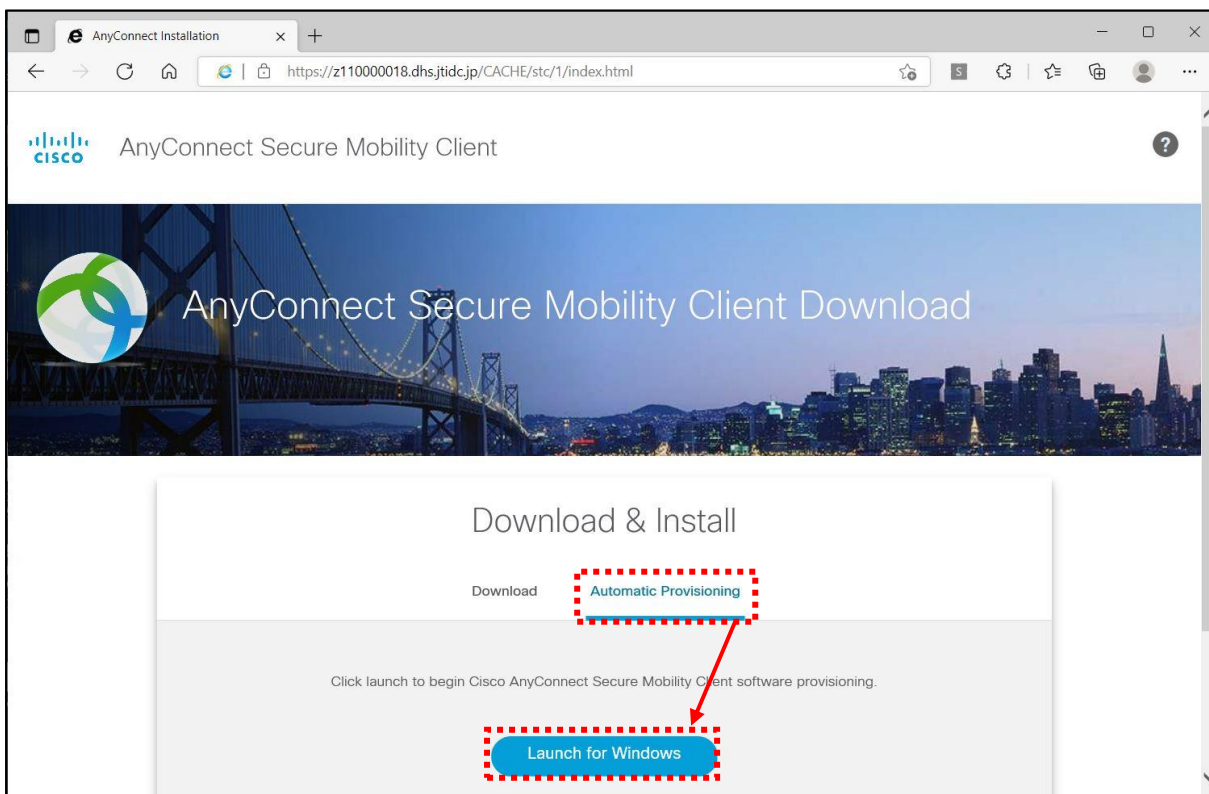 AnyConnect Installation
https://z110000018.dhs.jtidc.jp/CACHE/stc/1/index.html
S
CISCO
AnyConnect Secure Mobility Client
?
AnyConnect Secure Mobility Client Download
Download & Install
Download
Automatic Provisioning
Click launch to begin Cisco AnyConnect Secure Mobility Client software provisioning.
Launch for Windows